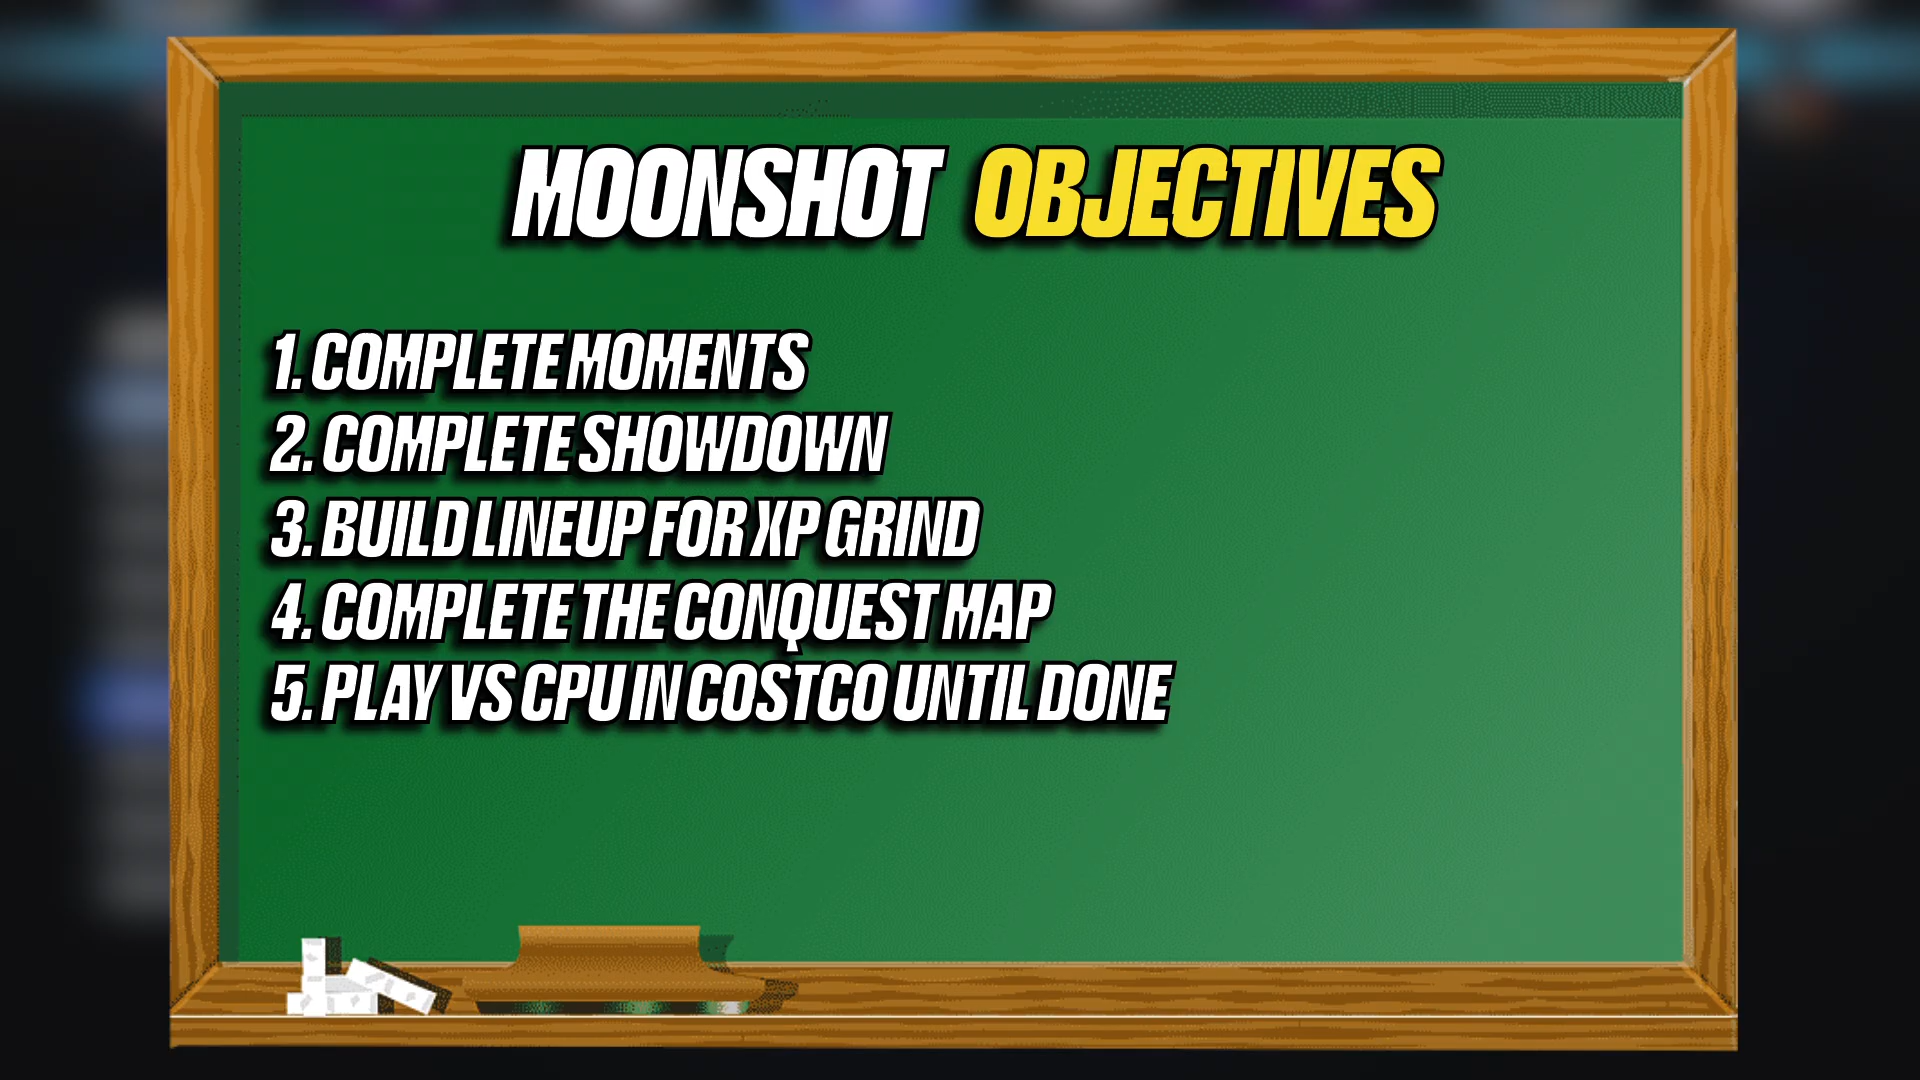 MOONSHOT OBJECTIVES
1. COMPLETE MOMENTS
2. COMPLETE SHOWDOWN
3. BUILD LINEUP FOR XP GRIND
4. COMPLETE THE CONQUEST MAP
5. PLAY VS CPU IN COSTCO UNTIL DONE